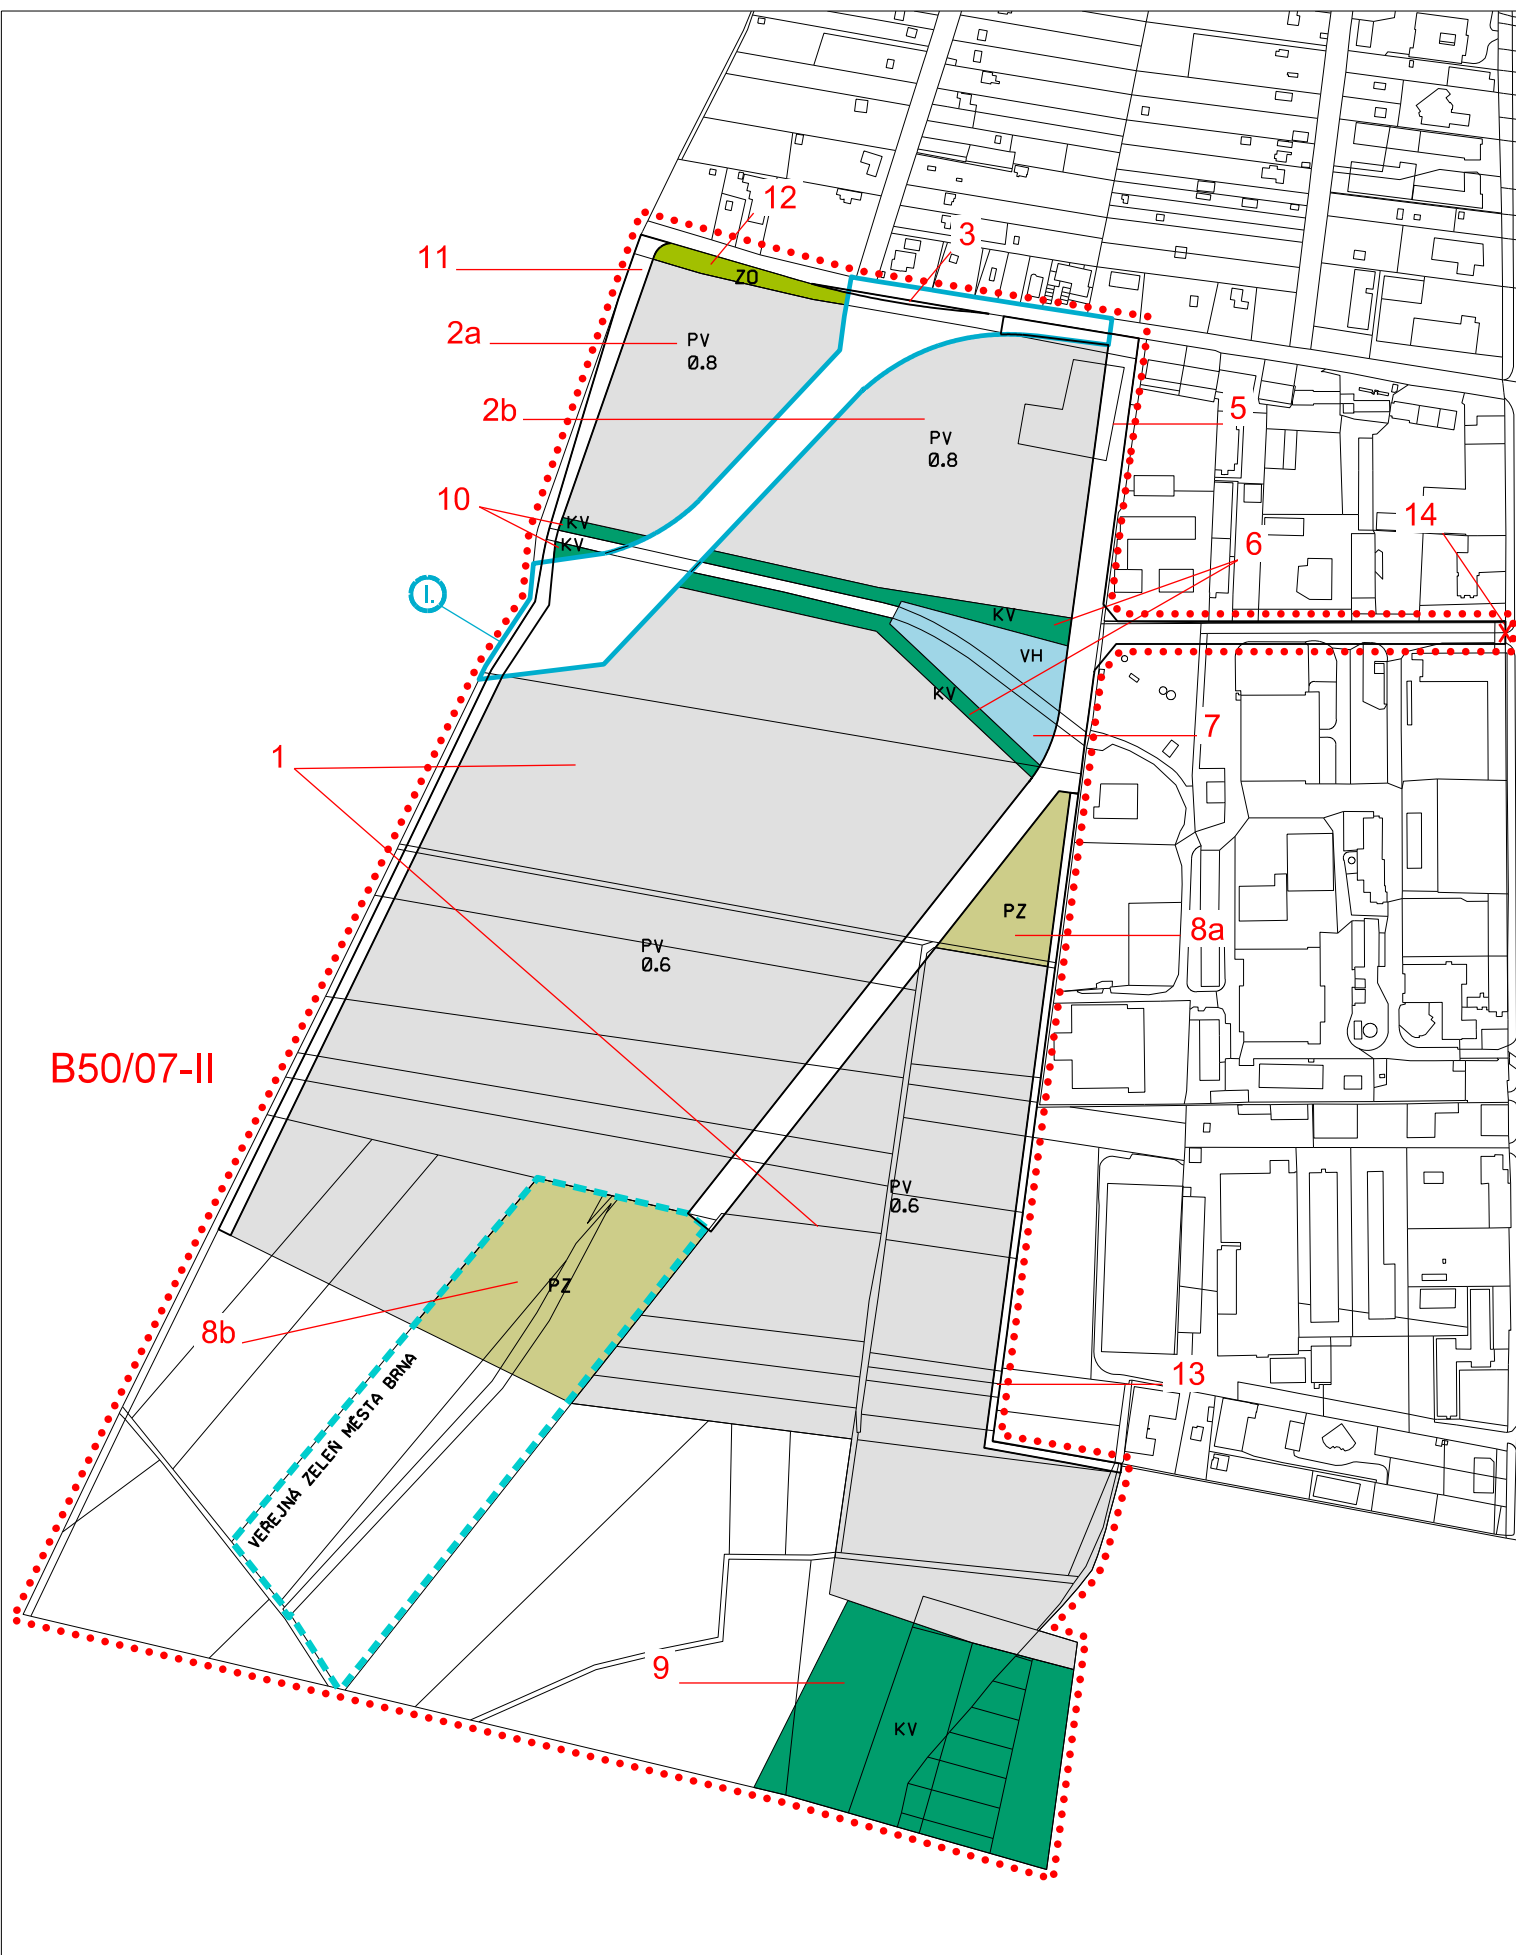 12
3
11
ZO
2a
PV
0.8
2b
PV
0.8
5
10
KV
KV
14
6
I.
KV
VH
KV
7
1
PZ
8a
PV
0.6
B50/07-II
PV
0.6
PZ
8b
13
VEŘEJNÁ ZELEŇ MĚSTA BRNA
9
KV